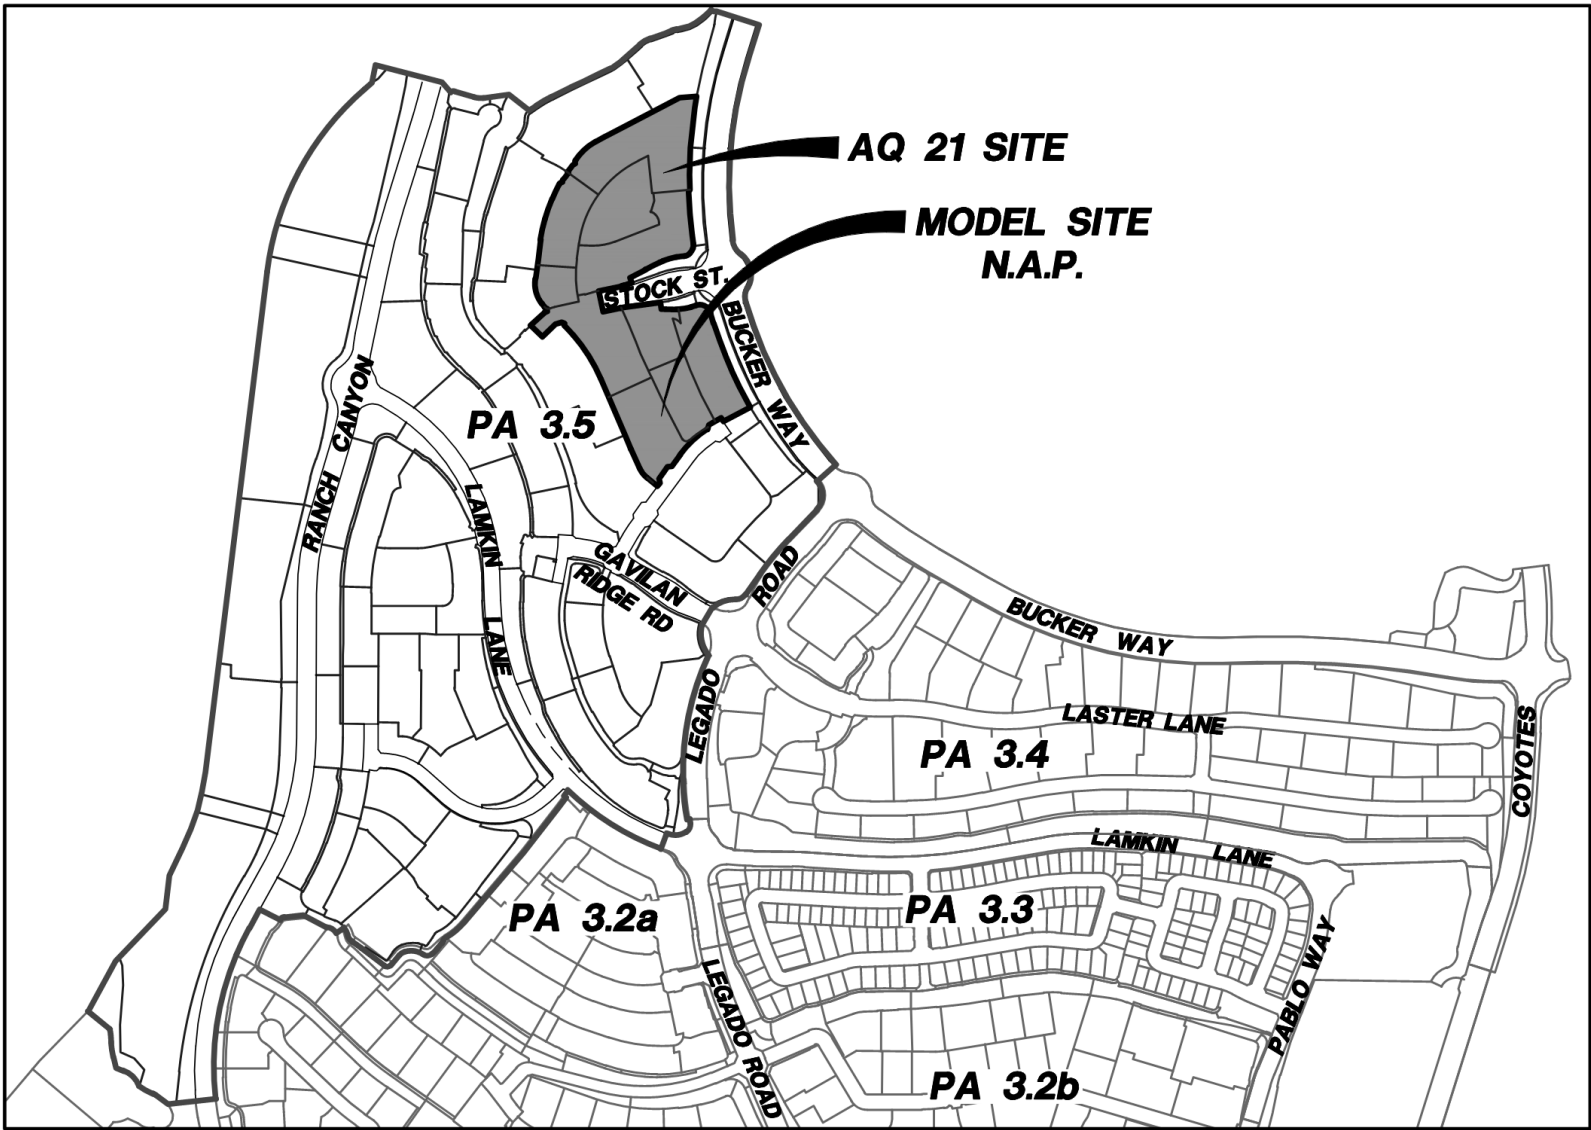 AQ 21 SITE
MODEL SITE
N.A.P.
STOCK ST.
BUCKER WAY
RANCH CANYON
PA 3.5
LAMKIN LANE
GAVILAN
RIDGE RD
LEGADO ROAD
BUCKER WAY
LASTER LANE
PA 3.4
COYOTES
LAMKIN LANE
PA 3.2a
PA 3.3
PABLO WAY
LEGADO ROAD
PA 3.2b